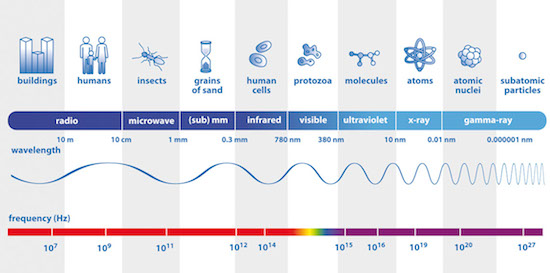 buildings humans insects grains of sand human cells protozoa molecules atoms atomic nuclei subatomic particles
radio microwave (sub) mm infrared visible ultraviolet x-ray gamma-ray
10 m 10 cm 1 mm 0.3 mm 780 nm 380 nm 10 nm 0.01 nm 0.000001 nm
wavelength
frequency (Hz)
10⁷ 10⁹ 10¹¹ 10¹² 10¹⁴ 10¹⁵ 10¹⁶ 10¹⁹ 10²⁰ 10²⁷